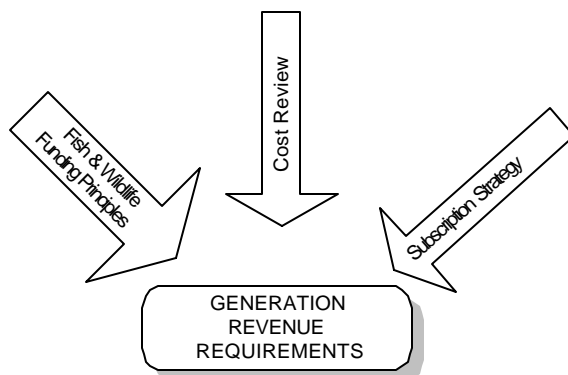 Fish & Wildlife
Funding Principles
Cost Review
Subscription Strategy
GENERATION
REVENUE
REQUIREMENTS